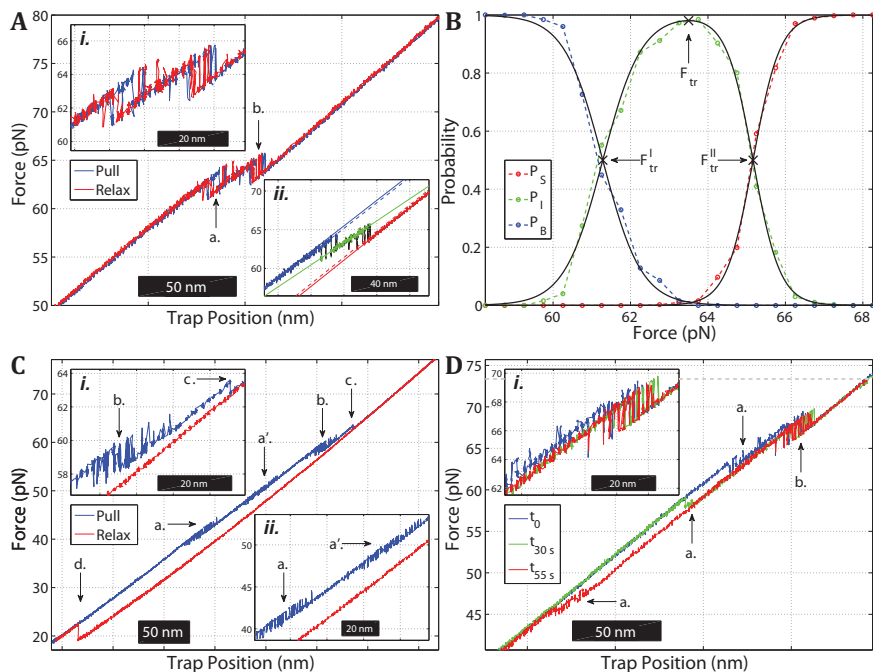 A
80
75
70
65
60
55
50
Force (pN)
Trap Position (nm)
i.
66
64
62
60
20 nm
Pull
Relax
a.
b.
50 nm
ii.
70
65
60
40 nm
B
1
0.8
0.6
0.4
0.2
0
Probability
60 62 64 66 68
Force (pN)
F_tr
F_tr^I
F_tr^II
P_S
P_I
P_B
C
70
60
50
40
30
20
Force (pN)
Trap Position (nm)
i.
64
62
60
58
b.
c.
20 nm
Pull
Relax
a.
a'.
b.
c.
d.
50 nm
ii.
50
45
40
a.
a'.
20 nm
D
75
70
65
60
55
50
45
Force (pN)
Trap Position (nm)
i.
70
68
66
64
62
20 nm
t_0
t_30 s
t_55 s
a.
a.
a.
b.
50 nm